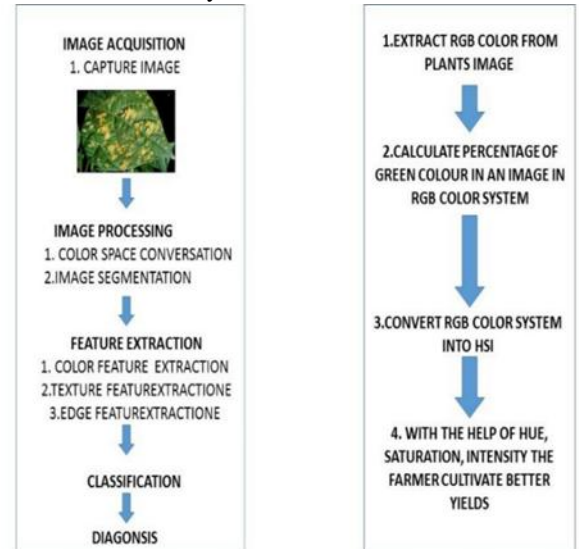 IMAGE ACQUISITION
1. CAPTURE IMAGE
IMAGE PROCESSING
1. COLOR SPACE CONVERSATION
2.IMAGE SEGMENTATION
FEATURE EXTRACTION
1. COLOR FEATURE EXTRACTION
2.TEXTURE FEATUREXTRACTIONE
3.EDGE FEATUREXTRACTIONE
CLASSIFICATION
DIAGONSIS
1.EXTRACT RGB COLOR FROM
PLANTS IMAGE
2.CALCULATE PERCENTAGE OF
GREEN COLOUR IN AN IMAGE IN
RGB COLOR SYSTEM
3.CONVERT RGB COLOR SYSTEM
INTO HSI
4. WITH THE HELP OF HUE,
SATURATION, INTENSITY THE
FARMER CULTIVATE BETTER
YIELDS